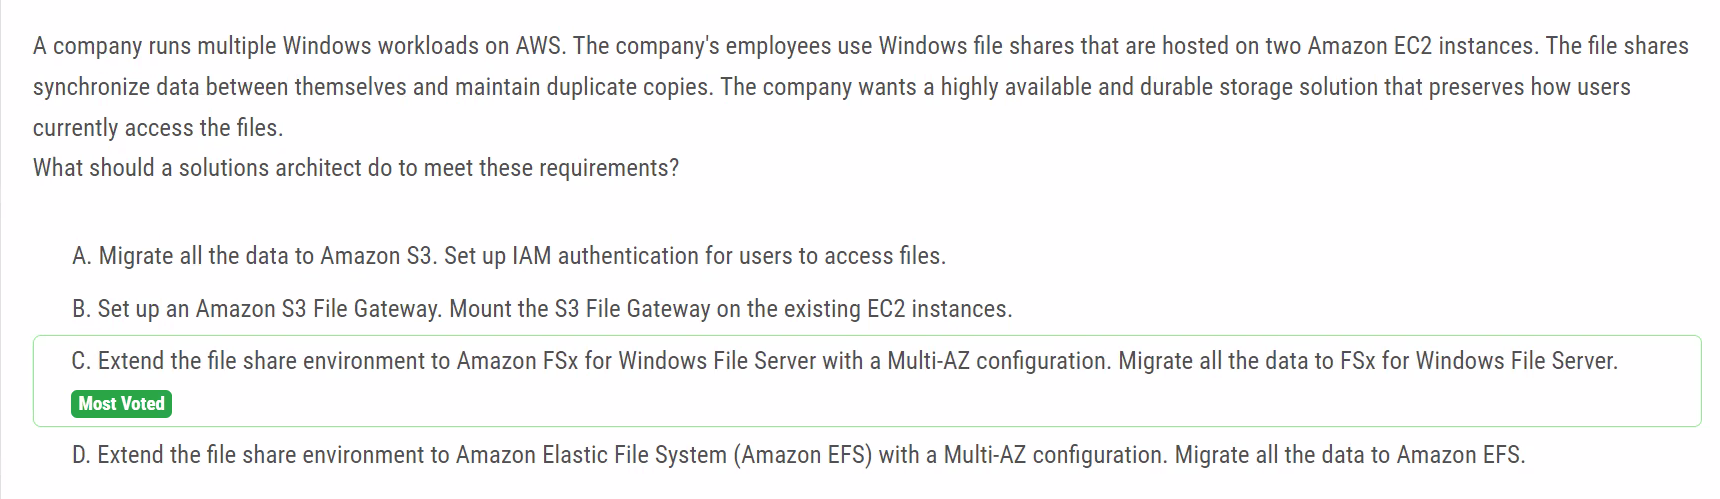 A company runs multiple Windows workloads on AWS. The company's employees use Windows file shares that are hosted on two Amazon EC2 instances. The file shares
synchronize data between themselves and maintain duplicate copies. The company wants a highly available and durable storage solution that preserves how users
currently access the files.
What should a solutions architect do to meet these requirements?
A. Migrate all the data to Amazon S3. Set up IAM authentication for users to access files.
B. Set up an Amazon S3 File Gateway. Mount the S3 File Gateway on the existing EC2 instances.
C. Extend the file share environment to Amazon FSx for Windows File Server with a Multi-AZ configuration. Migrate all the data to FSx for Windows File Server.
Most Voted
D. Extend the file share environment to Amazon Elastic File System (Amazon EFS) with a Multi-AZ configuration. Migrate all the data to Amazon EFS.